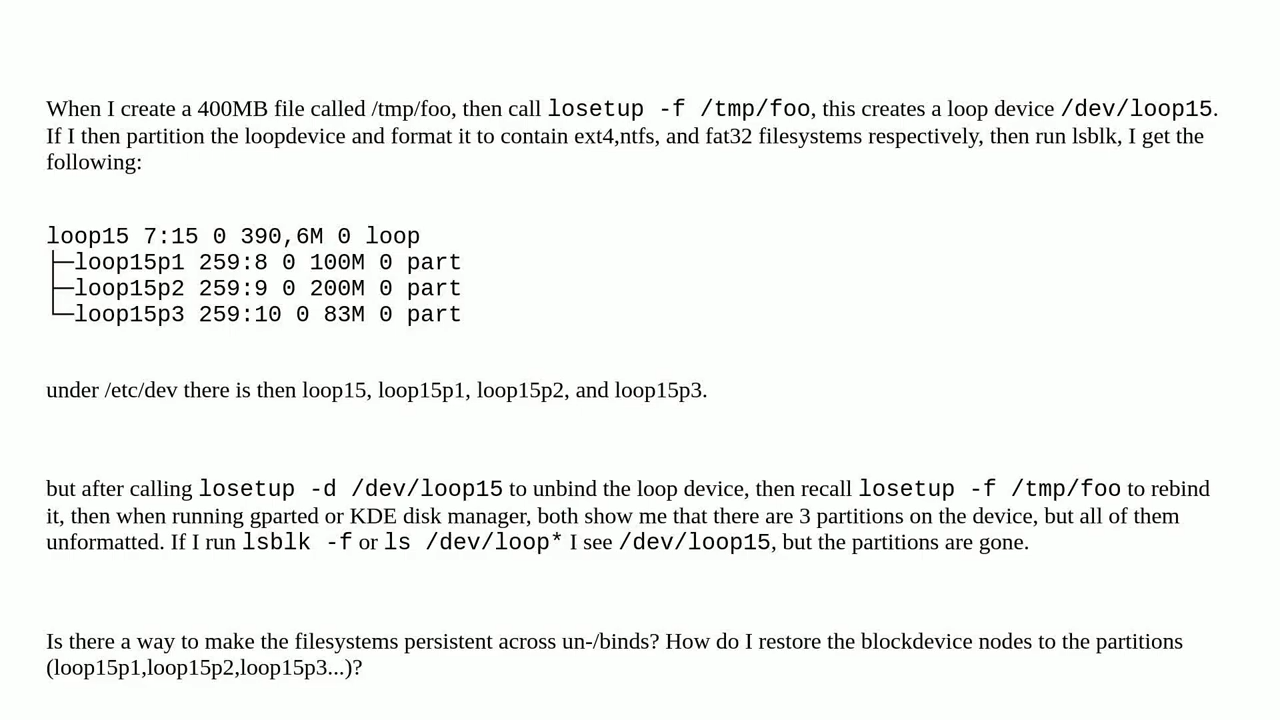 When I create a 400MB file called /tmp/foo, then call losetup -f /tmp/foo, this creates a loop device /dev/loop15.
If I then partition the loopdevice and format it to contain ext4,ntfs, and fat32 filesystems respectively, then run lsblk, I get the
following:
loop15 7:15 0 390,6M 0 loop
├─loop15p1 259:8 0 100M 0 part
├─loop15p2 259:9 0 200M 0 part
└─loop15p3 259:10 0 83M 0 part
under /etc/dev there is then loop15, loop15p1, loop15p2, and loop15p3.
but after calling losetup -d /dev/loop15 to unbind the loop device, then recall losetup -f /tmp/foo to rebind
it, then when running gparted or KDE disk manager, both show me that there are 3 partitions on the device, but all of them
unformatted. If I run lsblk -f or ls /dev/loop* I see /dev/loop15, but the partitions are gone.
Is there a way to make the filesystems persistent across un-/binds? How do I restore the blockdevice nodes to the partitions
(loop15p1,loop15p2,loop15p3...)?